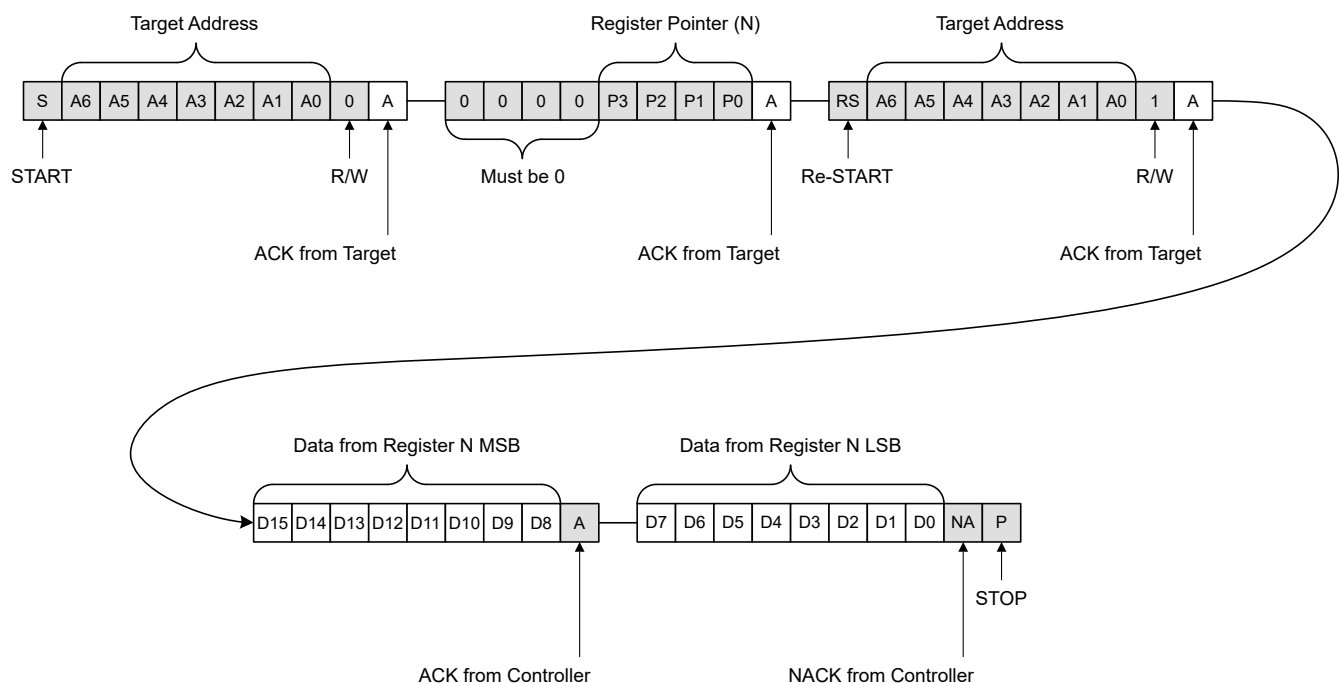 Target Address Register Pointer (N) Target Address
S A6 A5 A4 A3 A2 A1 A0 0 A 0 0 0 0 P3 P2 P1 P0 A RS A6 A5 A4 A3 A2 A1 A0 1 A
START R/W Must be 0 Re-START R/W
ACK from Target ACK from Target ACK from Target
Data from Register N MSB Data from Register N LSB
D15 D14 D13 D12 D11 D10 D9 D8 A D7 D6 D5 D4 D3 D2 D1 D0 NA P
STOP
ACK from Controller NACK from Controller